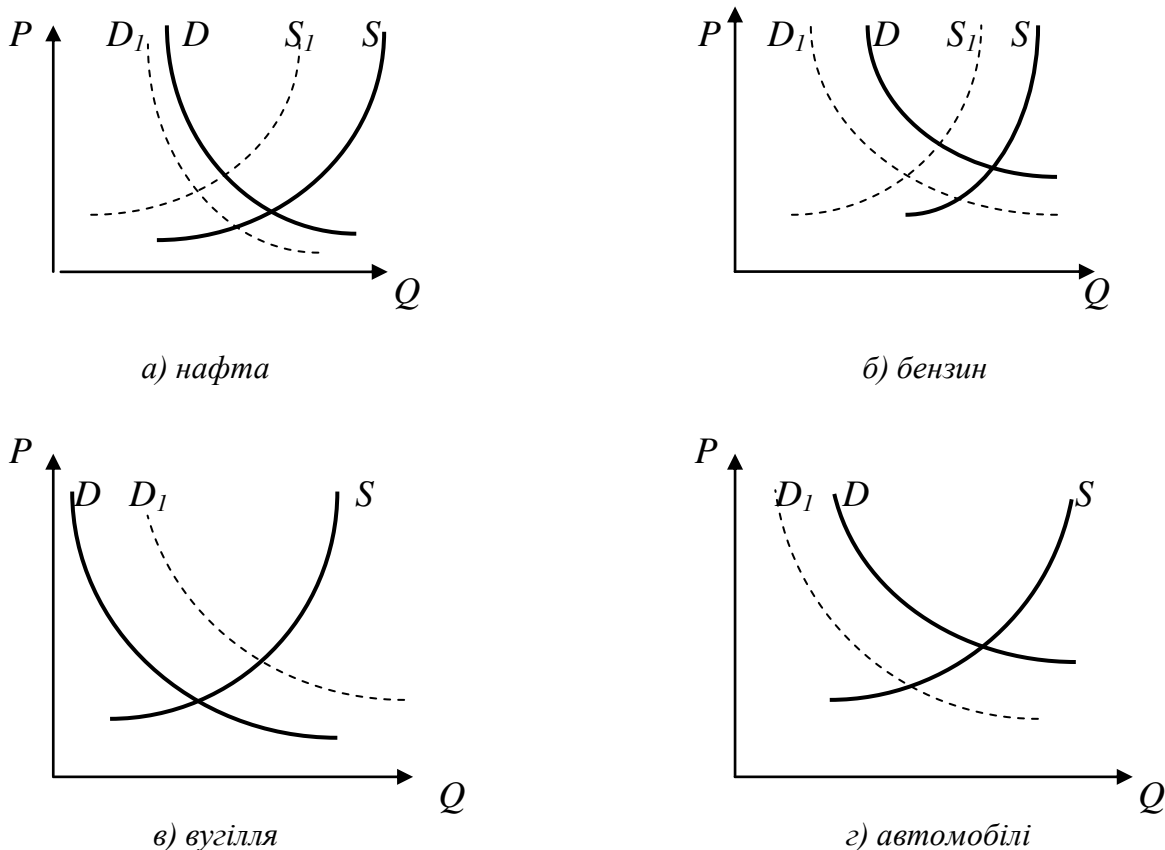 P D₁ D S₁ S
Q
а) нафта
P D₁ D S₁ S
Q
б) бензин
P D D₁ S
Q
в) вугілля
P D₁ D S
Q
г) автомобілі